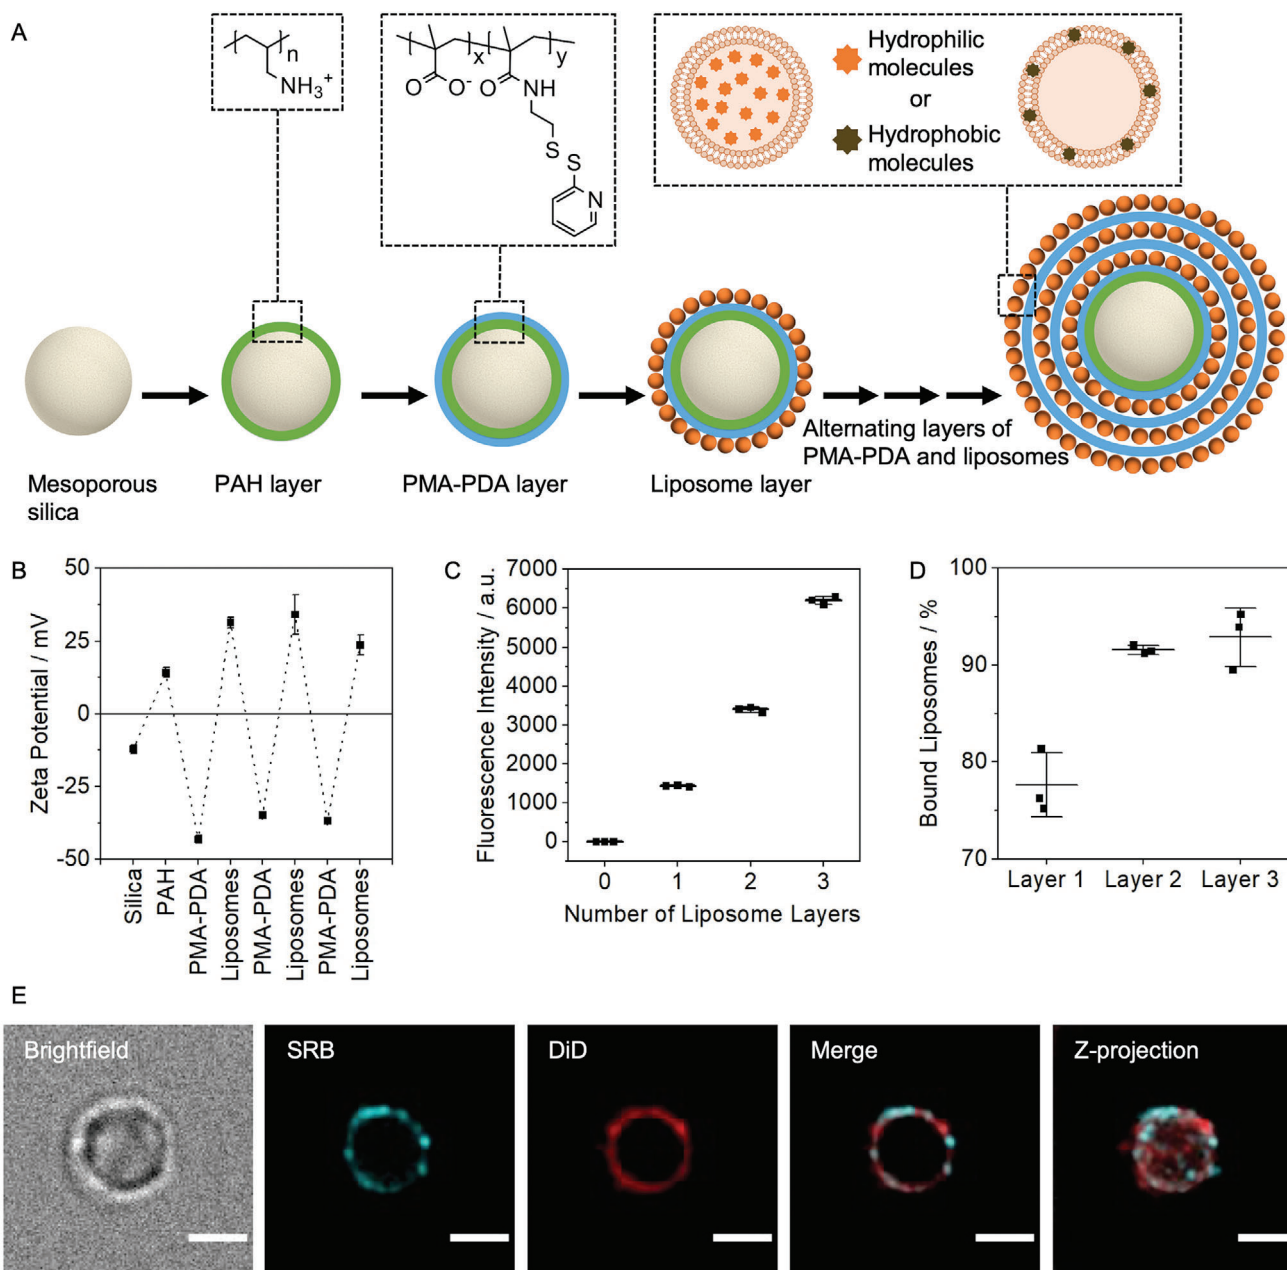 A
n
NH3+
x
y
O
O-
O
NH
S
S
N
Hydrophilic
molecules
or
Hydrophobic
molecules
Mesoporous
silica
PAH layer
PMA-PDA layer
Liposome layer
Alternating layers of
PMA-PDA and liposomes
B
Zeta Potential / mV
50
25
0
-25
-50
Silica
PAH
PMA-PDA
Liposomes
PMA-PDA
Liposomes
PMA-PDA
Liposomes
C
Fluorescence Intensity / a.u.
7000
6000
5000
4000
3000
2000
1000
0
0 1 2 3
Number of Liposome Layers
D
Bound Liposomes / %
100
90
80
70
Layer 1 Layer 2 Layer 3
E
Brightfield
SRB
DiD
Merge
Z-projection